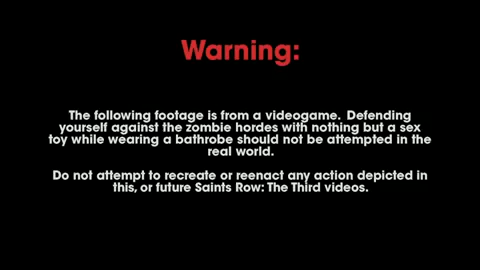 Warning:
The following footage is from a videogame. Defending
yourself against the zombie hordes with nothing but a sex
toy while wearing a bathrobe should not be attempted in the
real world.
Do not attempt to recreate or reenact any action depicted in
this, or future Saints Row: The Third videos.